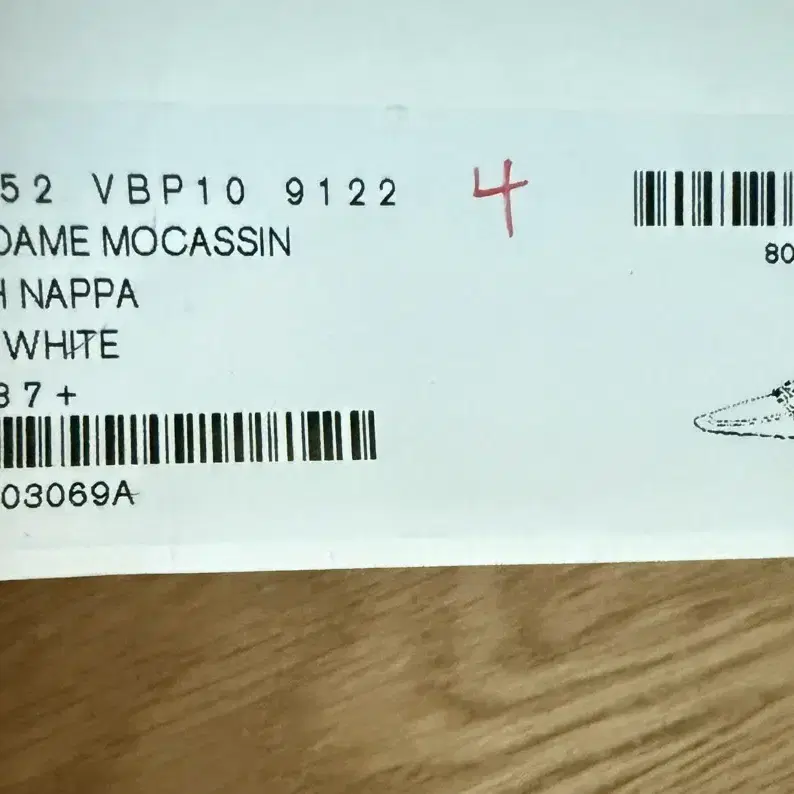 52 VBP10 9122 4
DAME MOCASSIN
H NAPPA
WHITE
37+
03069A
80